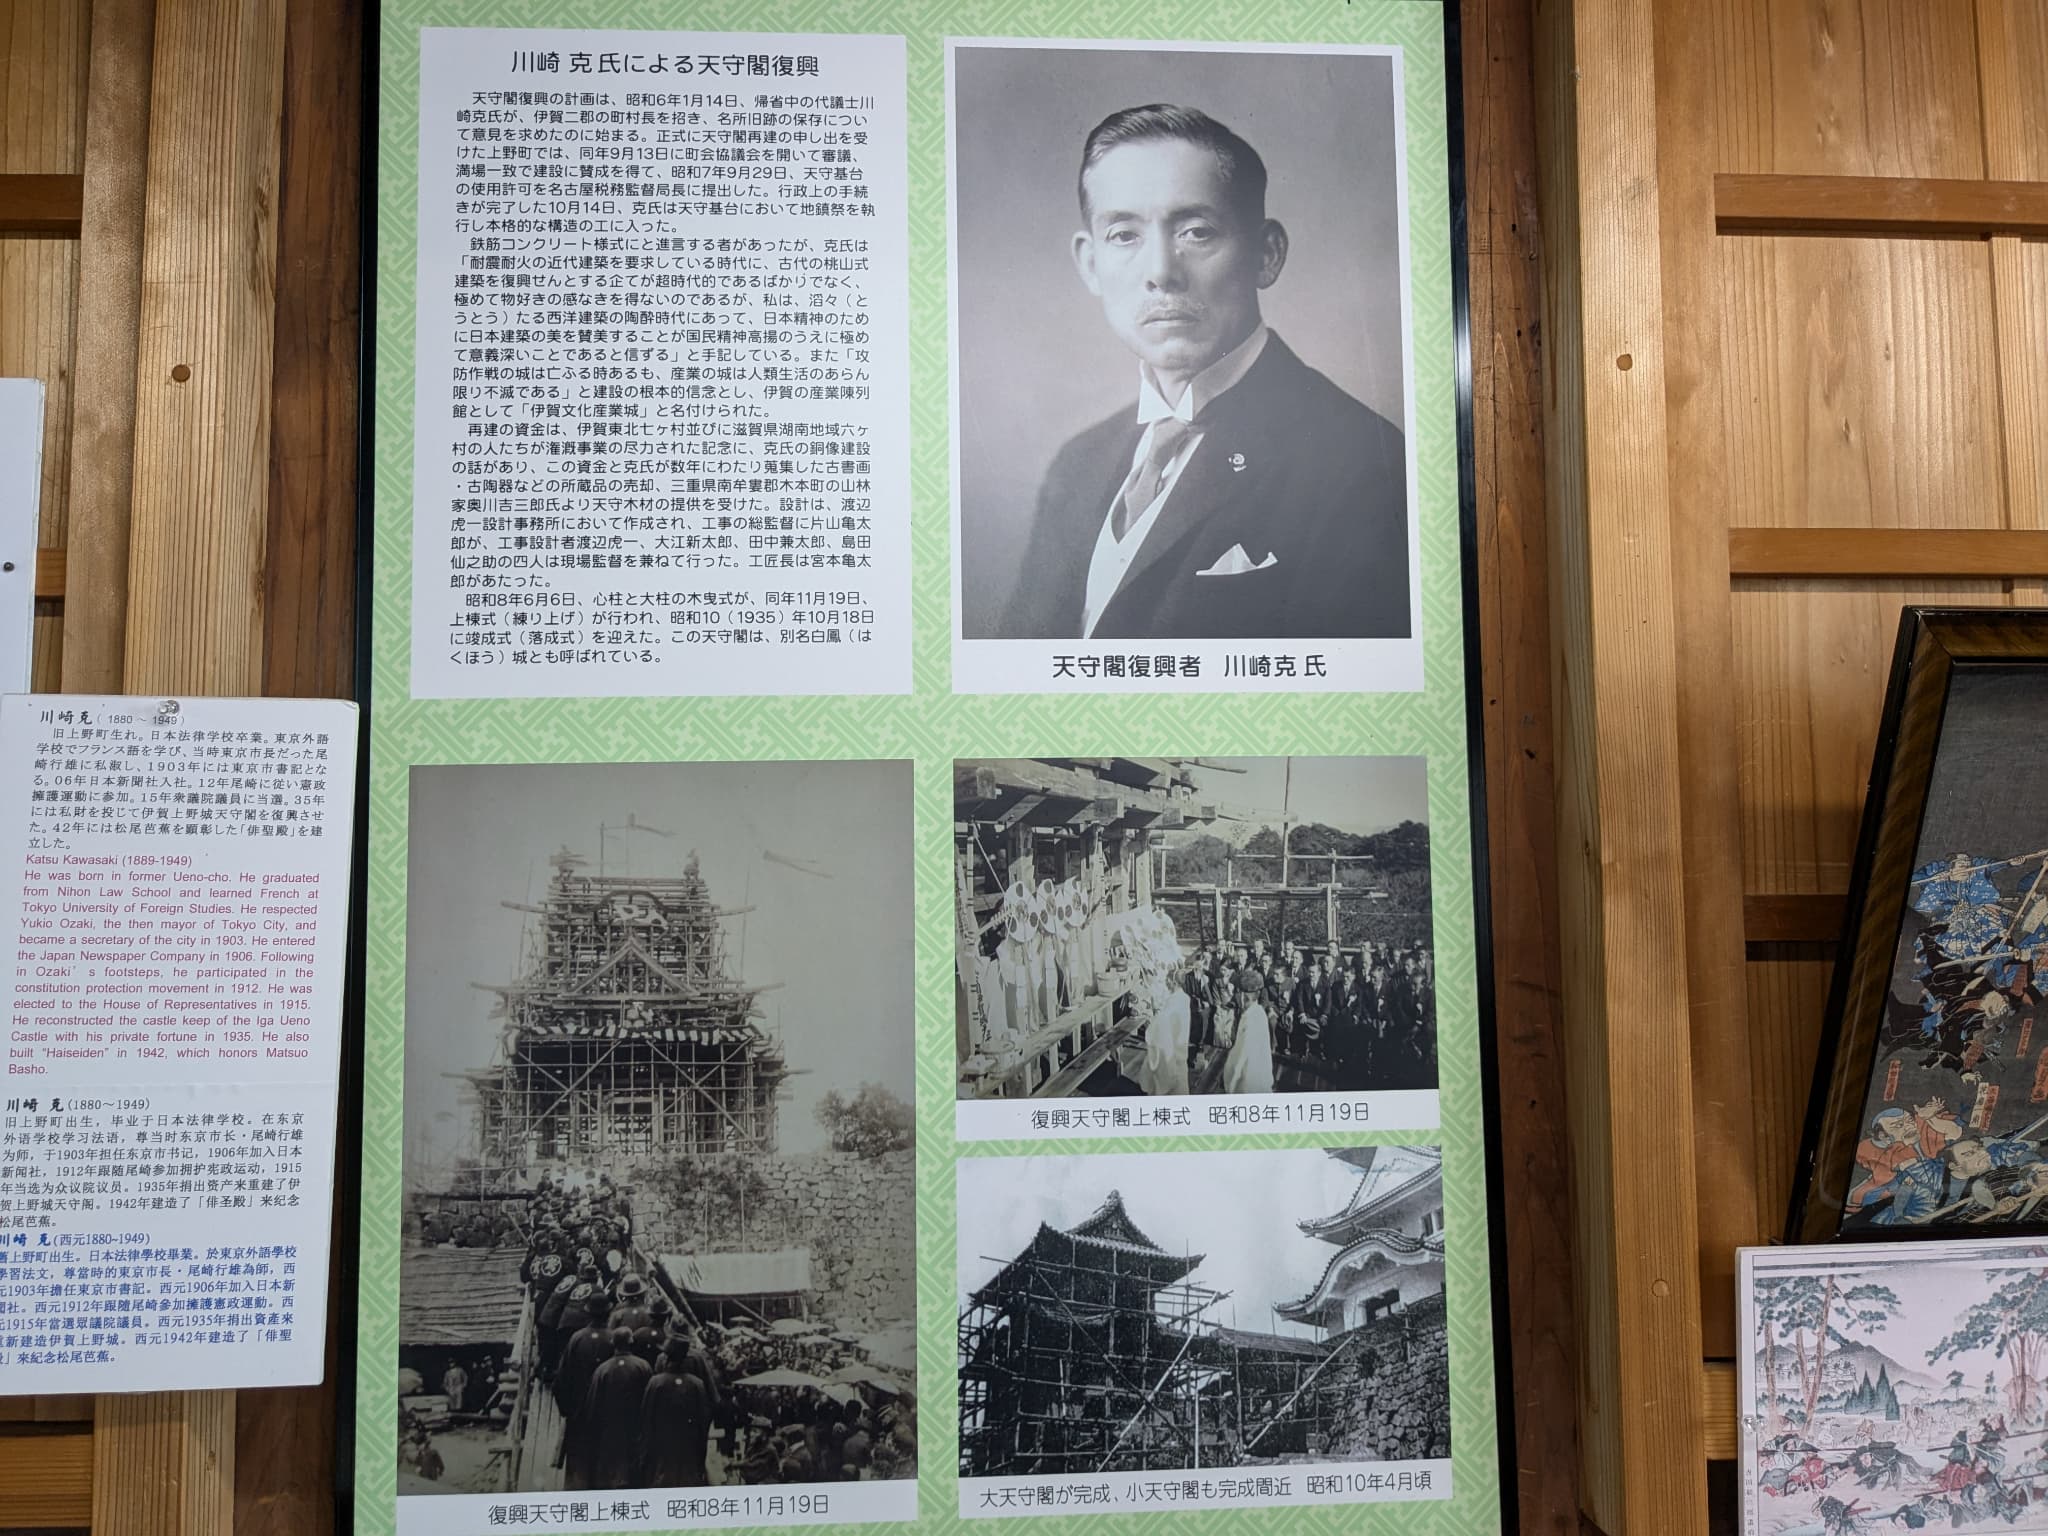 川崎 克 氏による天守閣復興
天守閣復興の計画は、昭和6年1月14日、帰省中の代議士川
崎克氏が、伊賀二郡の町村長を招き、名所旧跡の保存につい
て意見を求めたのに始まる。正式に天守閣再建の申し出を受
けた上野町では、同年9月13日に町会協議会を開いて審議、
満場一致で建設に賛成を得て、昭和7年9月29日、天守基台
の使用許可を名古屋税務監督局長に提出した。行政上の手続
きが完了した10月14日、克氏は天守基台において地鎮祭を執
行し本格的な構造の工に入った。
鉄筋コンクリート様式にと進言する者があったが、克氏は
「耐震耐火の近代建築を要求している時代に、古代の桃山式
建築を復興せんとする企てが超時代的であるばかりでなく、
極めて物好きの感なきを得ないのであるが、私は、滔々（と
うとう）たる西洋建築の陶酔時代にあって、日本精神のため
に日本建築の美を賛美することが国民精神高揚のうえに極め
て意義深いことであると信ずる」と手記している。また「攻
防作戦の城は亡ぶる時あるも、産業の城は人類生活のあらん
限り不滅である」と建設の根本的信念とし、伊賀の産業陳列
館として「伊賀文化産業城」と名付けられた。
再建の資金は、伊賀東北七ヶ村並びに滋賀県湖南地域六ヶ
村の人たちが潅漑事業の尽力された記念に、克氏の銅像建設
の話があり、この資金と克氏が数年にわたり蒐集した古書画
・古陶器などの所蔵品の売却、三重県南牟婁郡木本町の山林
家奥川吉三郎氏より天守木材の提供を受けた。設計は、渡辺
虎一設計事務所において作成され、工事の総監督に片山亀太
郎が、工事設計者渡辺虎一、大江新太郎、田中兼太郎、島田
仙之助の四人は現場監督を兼ねて行った。工匠長は宮本亀太
郎があたった。
昭和8年6月6日、心柱と大柱の木曳式が、同年11月19日、
上棟式（練り上げ）が行われ、昭和10（1935）年10月18日
に竣成式（落成式）を迎えた。この天守閣は、別名白鳳（は
くほう）城とも呼ばれている。
天守閣復興者 川崎克 氏
川崎克（1880～1949）
旧上野町生れ。日本法律学校卒業。東京外語
学校でフランス語を学び、当時東京市長だった尾
崎行雄に私淑し、1903年には東京市書記とな
る。06年日本新聞社入社。12年尾崎に従い憲政
擁護運動に参加。15年衆議院議員に当選。35年
には私財を投じて伊賀上野城天守閣を復興させ
た。42年には松尾芭蕉を顕彰した「俳聖殿」を建
立した。
Katsu Kawasaki (1889-1949)
He was born in former Ueno-cho. He graduated
from Nihon Law School and learned French at
Tokyo University of Foreign Studies. He respected
Yukio Ozaki, the then mayor of Tokyo City, and
became a secretary of the city in 1903. He entered
the Japan Newspaper Company in 1906. Following
in Ozaki’s footsteps, he participated in the
constitution protection movement in 1912. He was
elected to the House of Representatives in 1915.
He reconstructed the castle keep of the Iga Ueno
Castle with his private fortune in 1935. He also
built “Haiseiden” in 1942, which honors Matsuo
Basho.
川崎 克(1880～1949)
旧上野町出生，毕业于日本法律学校。在东京
外语学校学习法语，尊当时东京市长・尾崎行雄
为师，于1903年担任东京市书记，1906年加入日本
新闻社，1912年跟随尾崎参加拥护宪政运动，1915
年当选为众议院议员。1935年捐出资产来重建了伊
贺上野城天守阁。1942年建造了「俳圣殿」来纪念
松尾芭蕉。
川崎 克(西元1880~1949)
舊上野町出生。日本法律學校畢業。於東京外語學校
學習法文，尊當時的東京市長・尾崎行雄為師，西
元1903年擔任東京市書記。西元1906年加入日本新
聞社。西元1912年跟隨尾崎參加擁護憲政運動。西
元1915年當選眾議院議員。西元1935年捐出資產來
重新建造伊賀上野城。西元1942年建造了「俳聖
殿」來紀念松尾芭蕉。
復興天守閣上棟式 昭和8年11月19日
復興天守閣上棟式 昭和8年11月19日
大天守閣が完成、小天守閣も完成間近 昭和10年4月頃